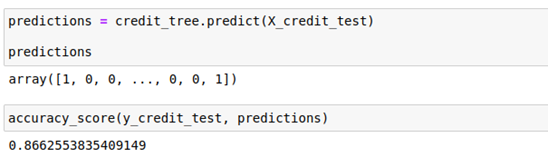 predictions = credit_tree.predict(X_credit_test)
predictions
array([1, 0, 0, ..., 0, 0, 1])
accuracy_score(y_credit_test, predictions)
0.8662553835409149